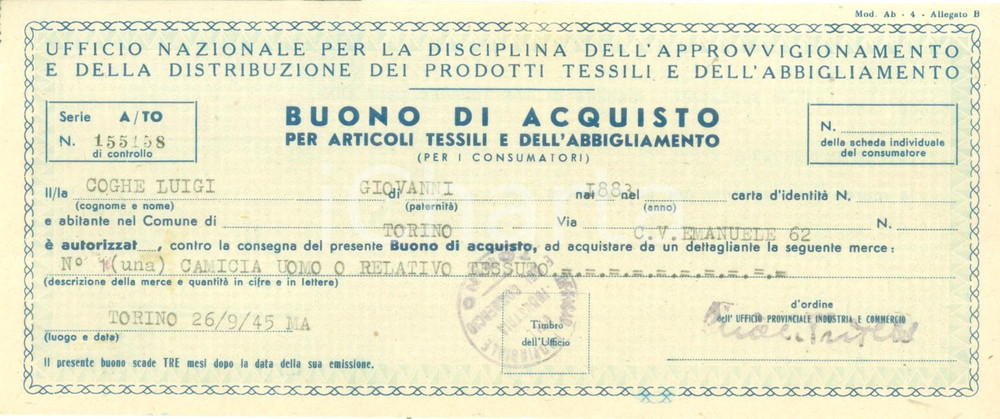 Mod. Ab - 4 - Allegato B
UFFICIO NAZIONALE PER LA DISCIPLINA DELL'APPROVVIGIONAMENTO
E DELLA DISTRIBUZIONE DEI PRODOTTI TESSILI E DELL'ABBIGLIAMENTO
Serie A/TO
N. 155158
di controllo
BUONO DI ACQUISTO
PER ARTICOLI TESSILI E DELL'ABBIGLIAMENTO
(PER I CONSUMATORI)
N.
della scheda individuale
del consumatore
Il/la COGHE LUIGI di GIOVANNI nat nel 1883 carta d'identità N.
(cognome e nome) (paternità) (anno)
e abitante nel Comune di TORINO Via C.V.EMANUELE 62 N.
è autorizzat , contro la consegna del presente Buono di acquisto, ad acquistare da un dettagliante la seguente merce:
N° (una) CAMICIA UOMO O RELATIVO TESSUTO.=.=.=.=.=.=.=.=.=
(descrizione della merce e quantità in cifre e in lettere)
TORINO 26/9/45 MA
(luogo e data)
Timbro
dell'Ufficio
d'ordine
dell' UFFICIO PROVINCIALE INDUSTRIA E COMMERCIO
Il presente buono scade TRE mesi dopo la data della sua emissione.
iCharta